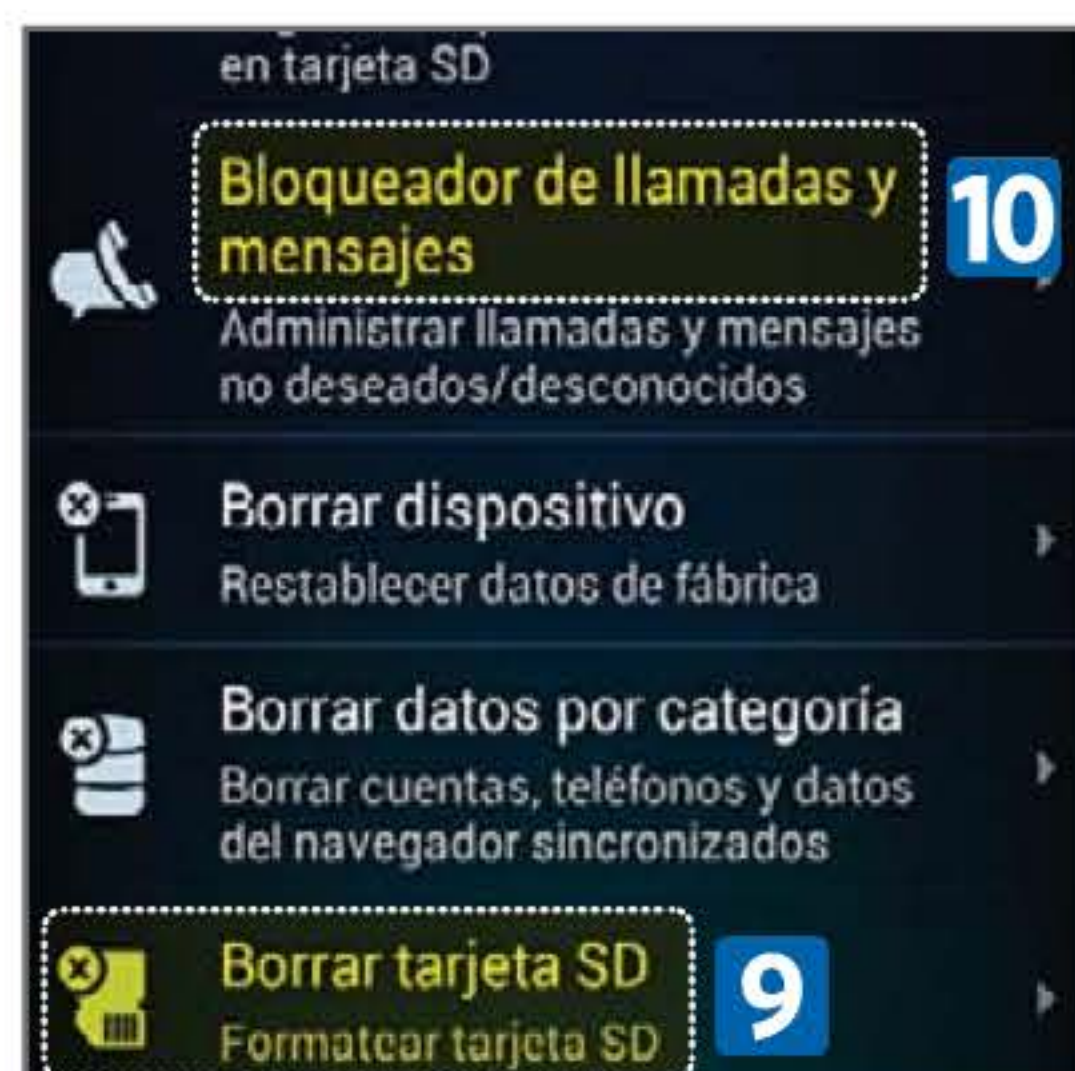 en tarjeta SD
Bloqueador de llamadas y
mensajes
10
Administrar llamadas y mensajes
no deseados/desconocidos
Borrar dispositivo
Restablecer datos de fábrica
Borrar datos por categoría
Borrar cuentas, teléfonos y datos
del navegador sincronizados
Borrar tarjeta SD
9
Formatear tarjeta SD